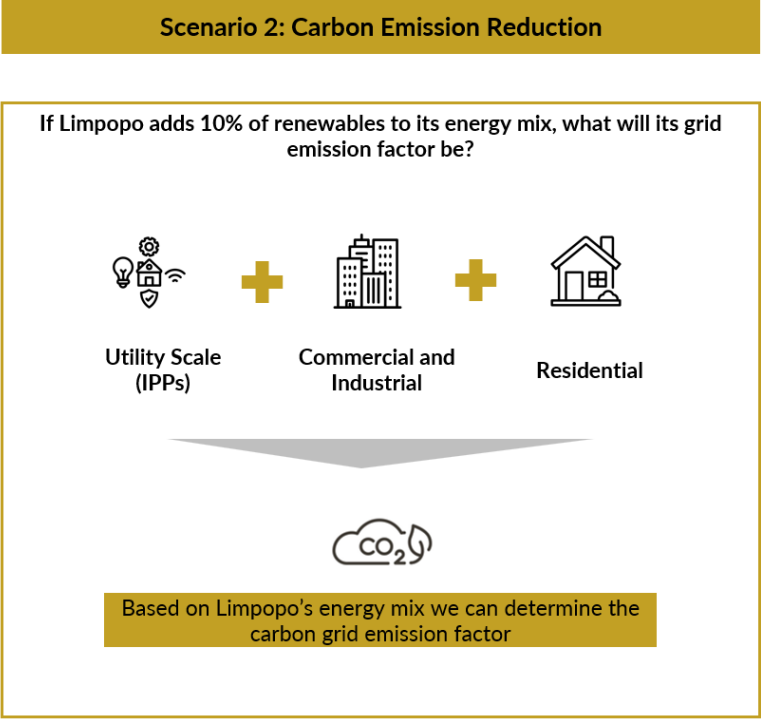 Scenario 2: Carbon Emission Reduction
If Limpopo adds 10% of renewables to its energy mix, what will its grid
emission factor be?
Utility Scale
(IPPs)
Commercial and
Industrial
Residential
CO2
Based on Limpopo's energy mix we can determine the
carbon grid emission factor